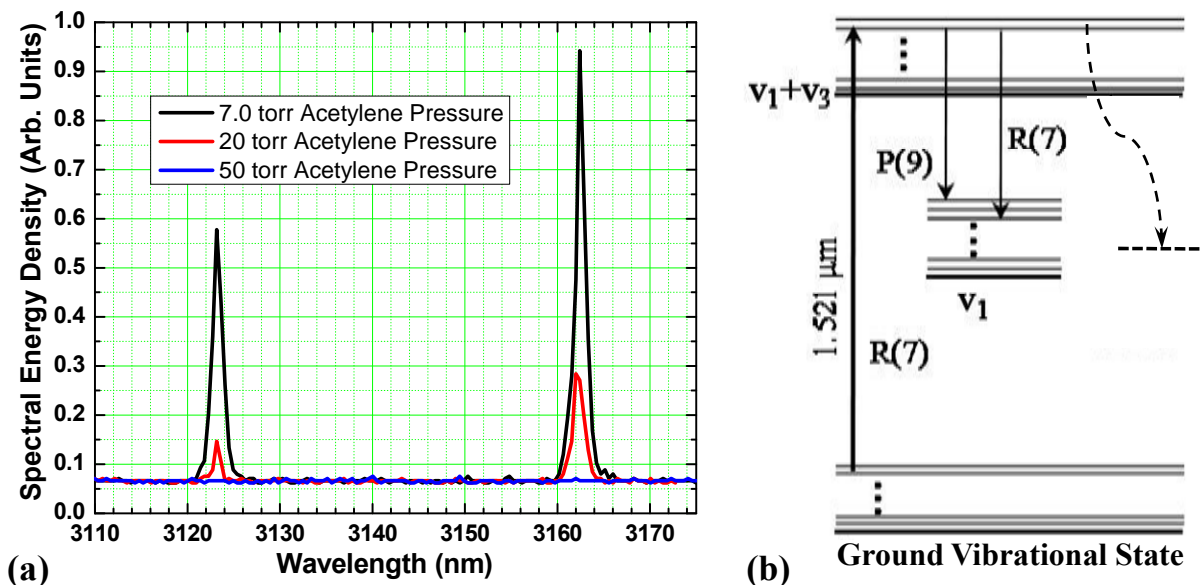 Spectral Energy Density (Arb. Units)
1.0
0.9
0.8
0.7
0.6
0.5
0.4
0.3
0.2
0.1
0.0
7.0 torr Acetylene Pressure
20 torr Acetylene Pressure
50 torr Acetylene Pressure
3110 3120 3130 3140 3150 3160 3170
Wavelength (nm)
(a)
v₁+v₃
P(9)
R(7)
v₁
1.521 μm
R(7)
Ground Vibrational State
(b)